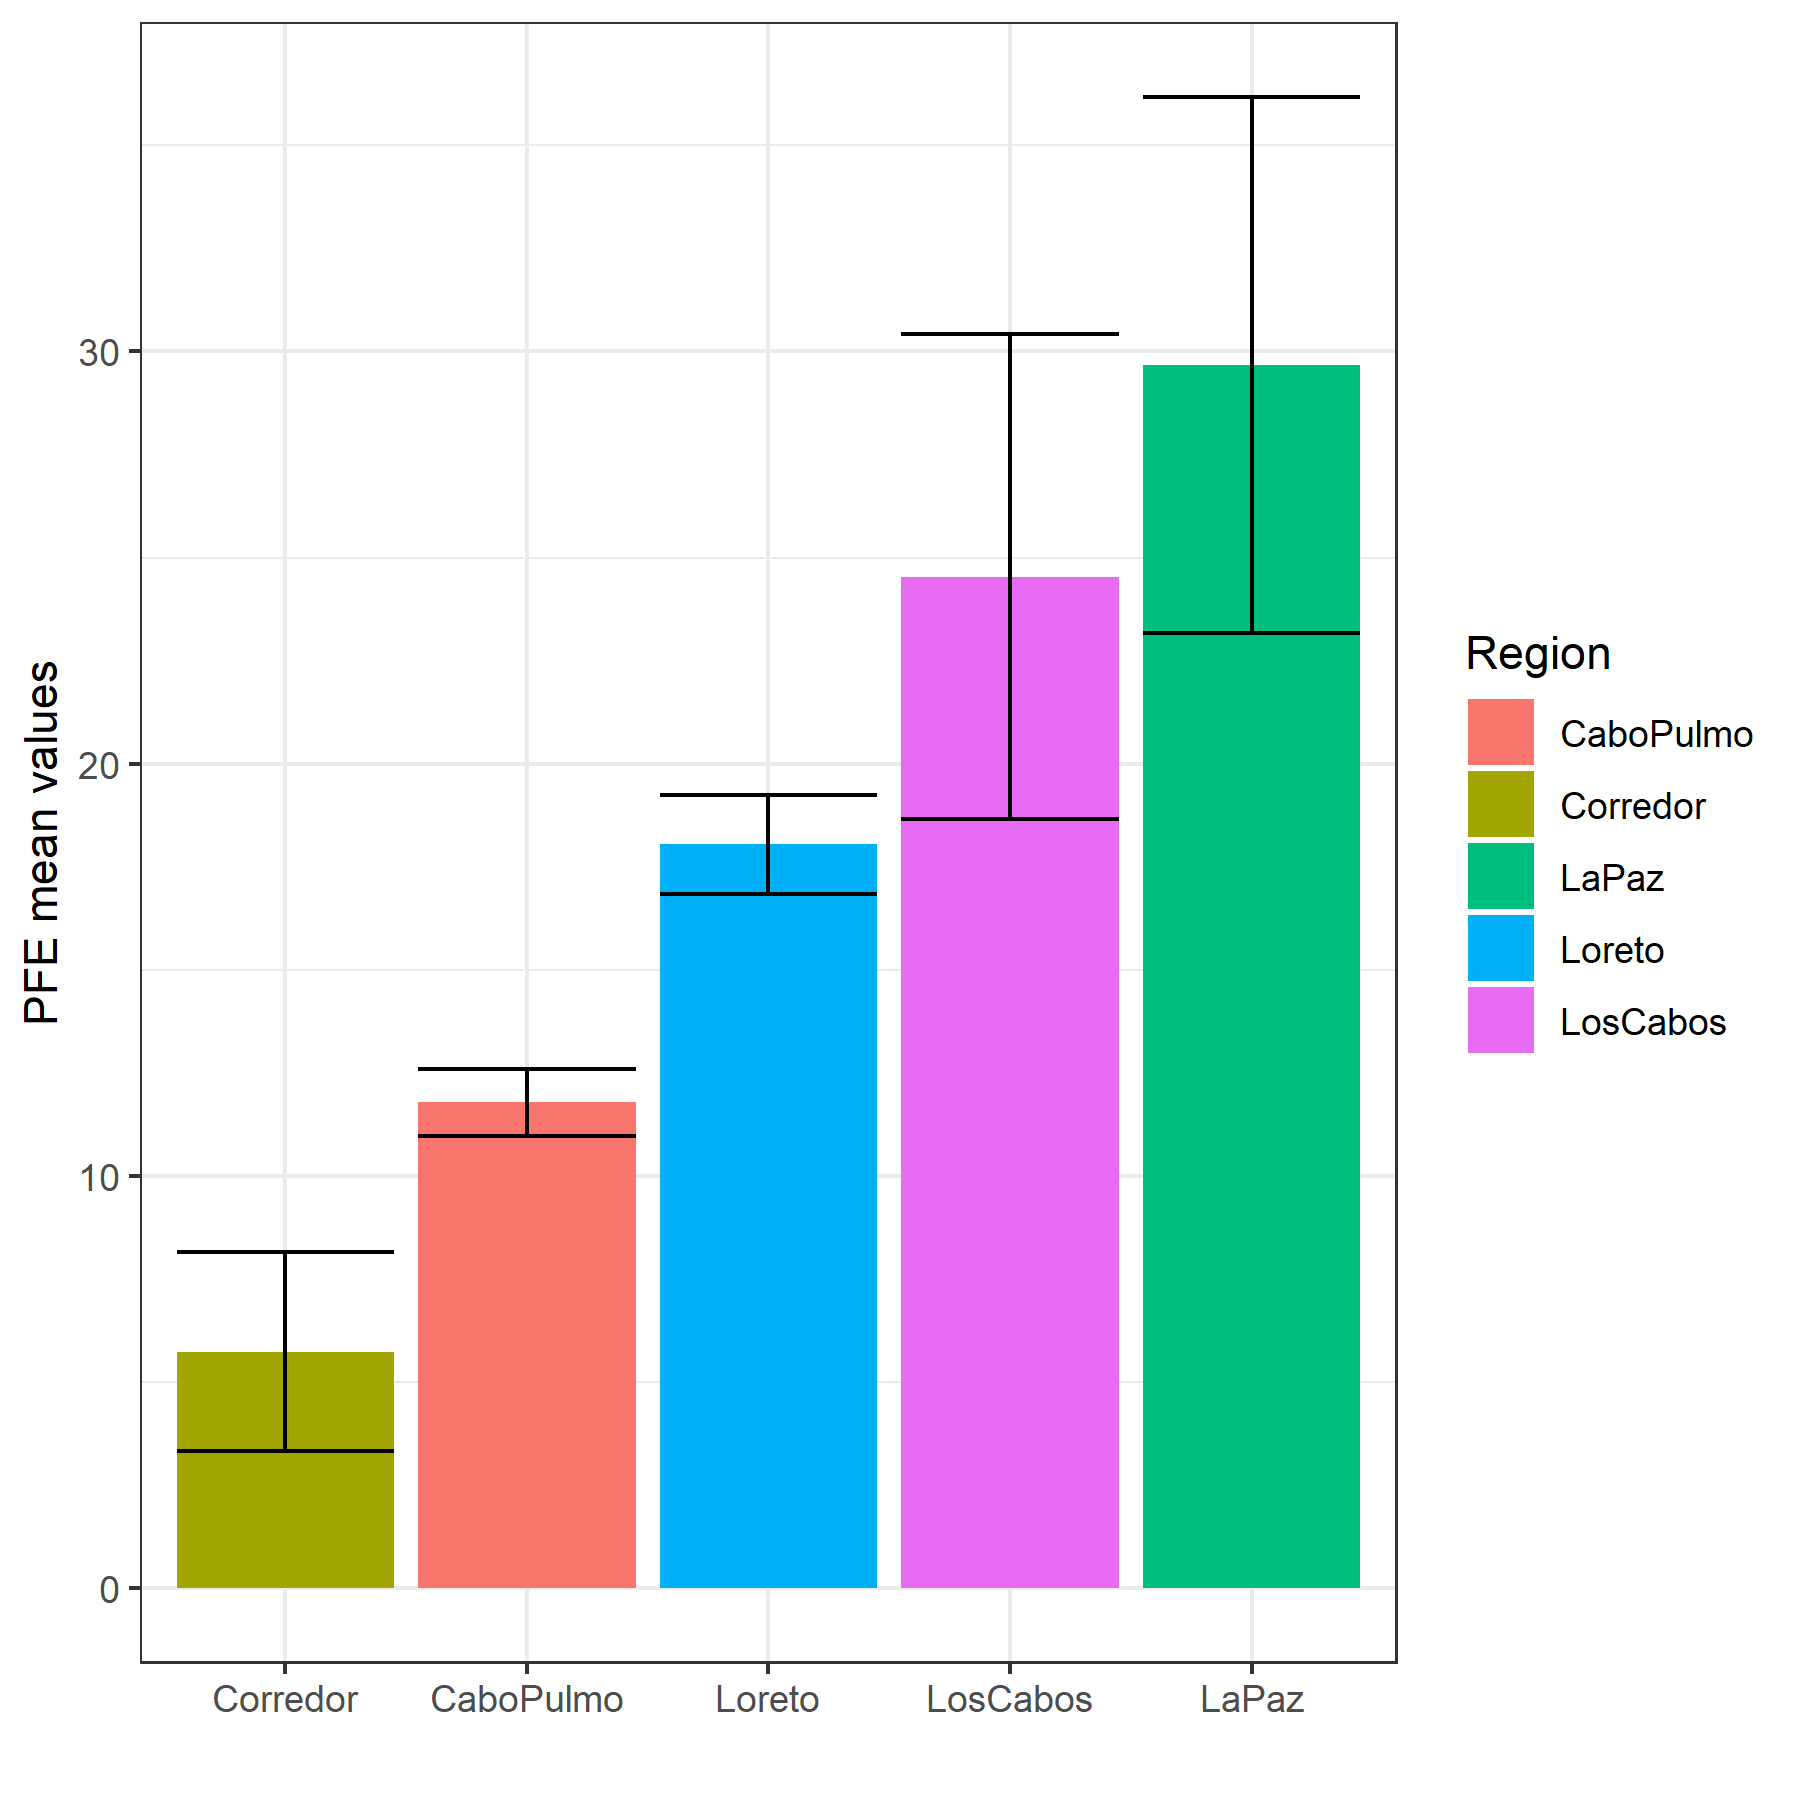 PFE mean values
30
20
10
0
Corredor
CaboPulmo
Loreto
LosCabos
LaPaz
Region
CaboPulmo
Corredor
LaPaz
Loreto
LosCabos